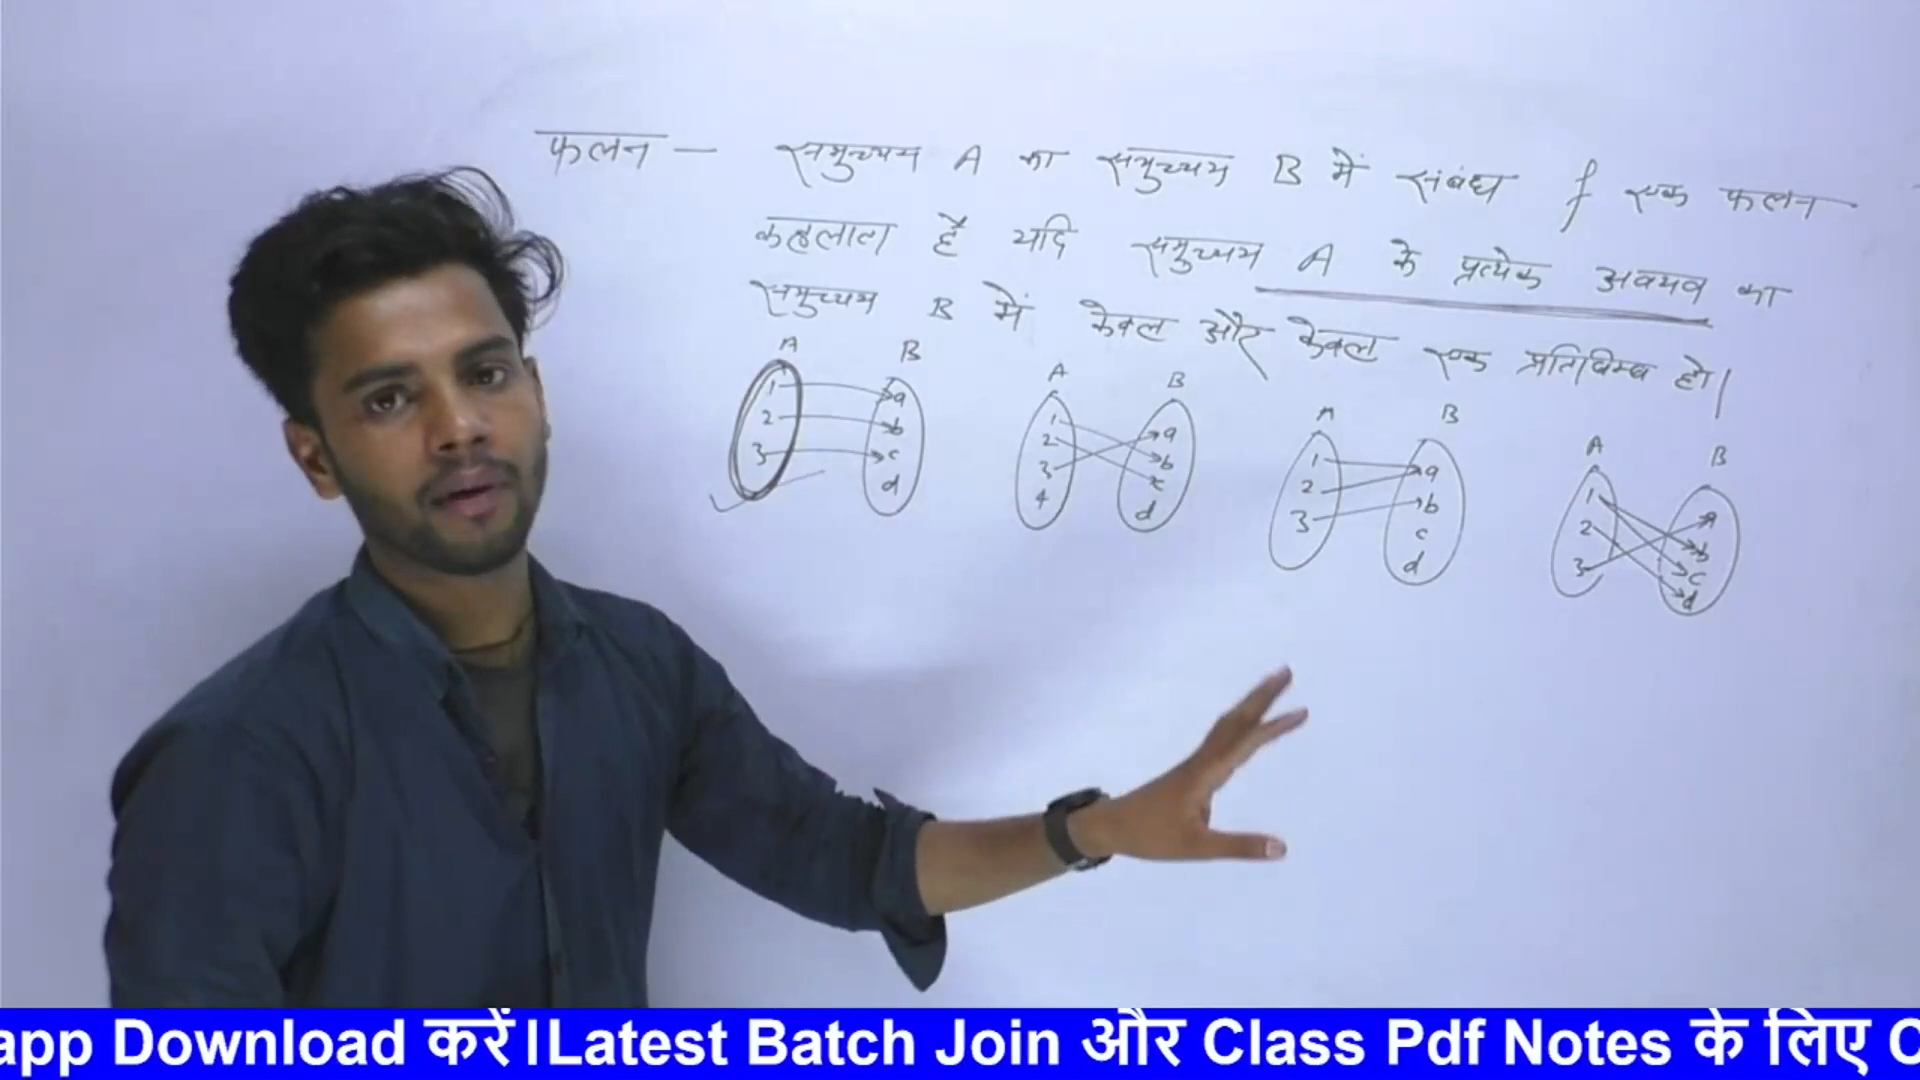 फलन — समुच्चय A का समुच्चय B में संबंध f एक फलन
कहलाता है यदि समुच्चय A के प्रत्येक अवयव का
समुच्चय B में केवल और केवल एक प्रतिबिम्ब हो।
A B
1 a
2 b
3 c
d
A B
1 a
2 b
3 c
4 d
A B
1 a
2 b
3 c
d
A B
1 a
2 b
3 c
d
app Download करें।Latest Batch Join और Class Pdf Notes के लिए